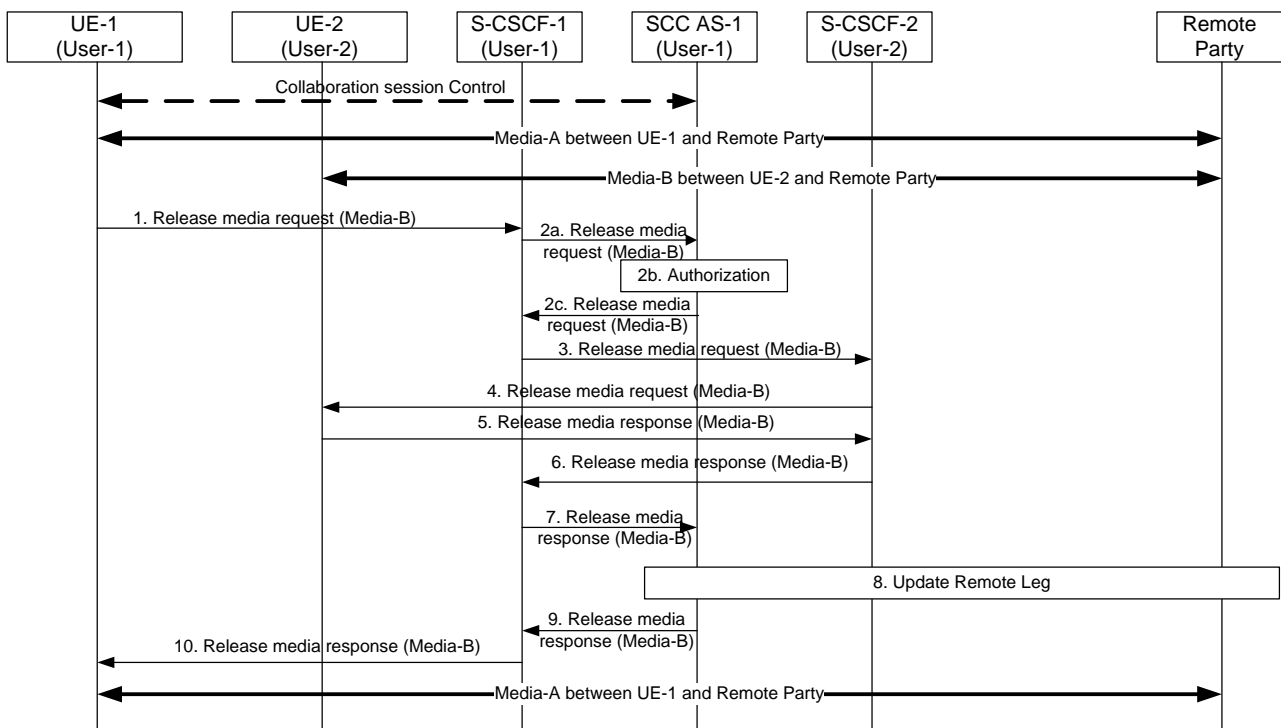 UE-1
(User-1)
UE-2
(User-2)
S-CSCF-1
(User-1)
SCC AS-1
(User-1)
S-CSCF-2
(User-2)
Remote
Party
Collaboration session Control
Media-A between UE-1 and Remote Party
Media-B between UE-2 and Remote Party
1. Release media request (Media-B)
2a. Release media
request (Media-B)
2b. Authorization
2c. Release media
request (Media-B)
3. Release media request (Media-B)
4. Release media request (Media-B)
5. Release media response (Media-B)
6. Release media response (Media-B)
7. Release media
response (Media-B)
8. Update Remote Leg
9. Release media
response (Media-B)
10. Release media response (Media-B)
Media-A between UE-1 and Remote Party